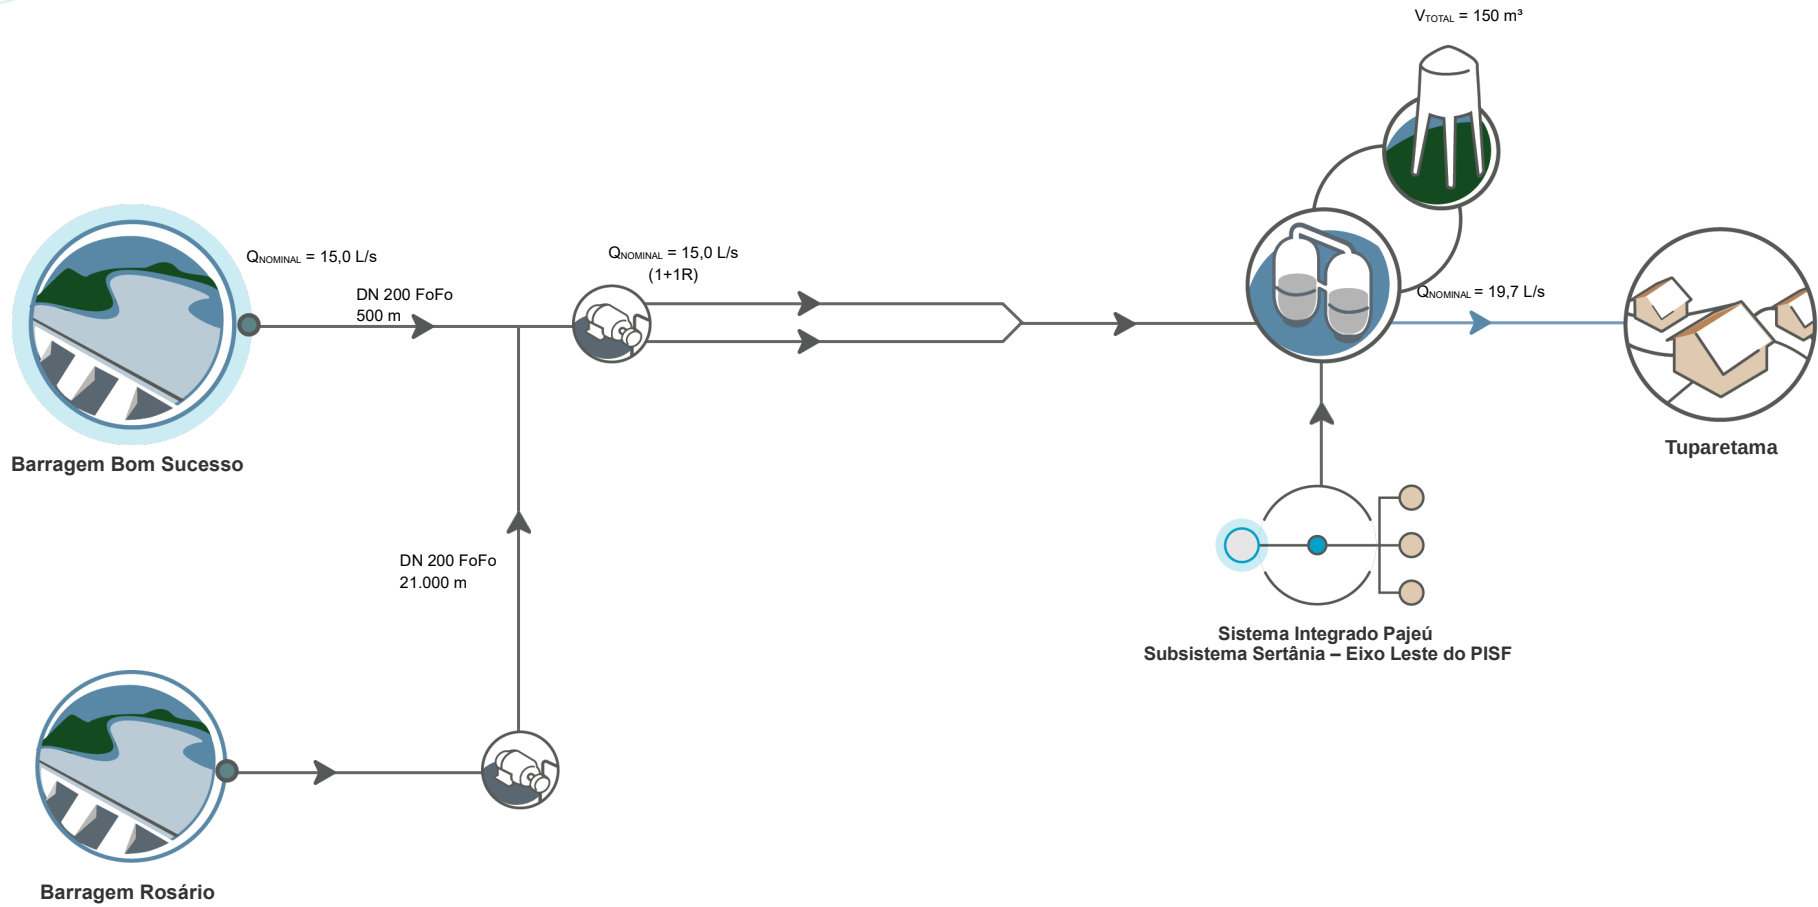 VTOTAL = 150 m³
QNOMINAL = 15,0 L/s
QNOMINAL = 15,0 L/s
(1+1R)
DN 200 FoFo
500 m
QNOMINAL = 19,7 L/s
Barragem Bom Sucesso
Tuparetama
DN 200 FoFo
21.000 m
Sistema Integrado Pajeú
Subsistema Sertânia – Eixo Leste do PISF
Barragem Rosário